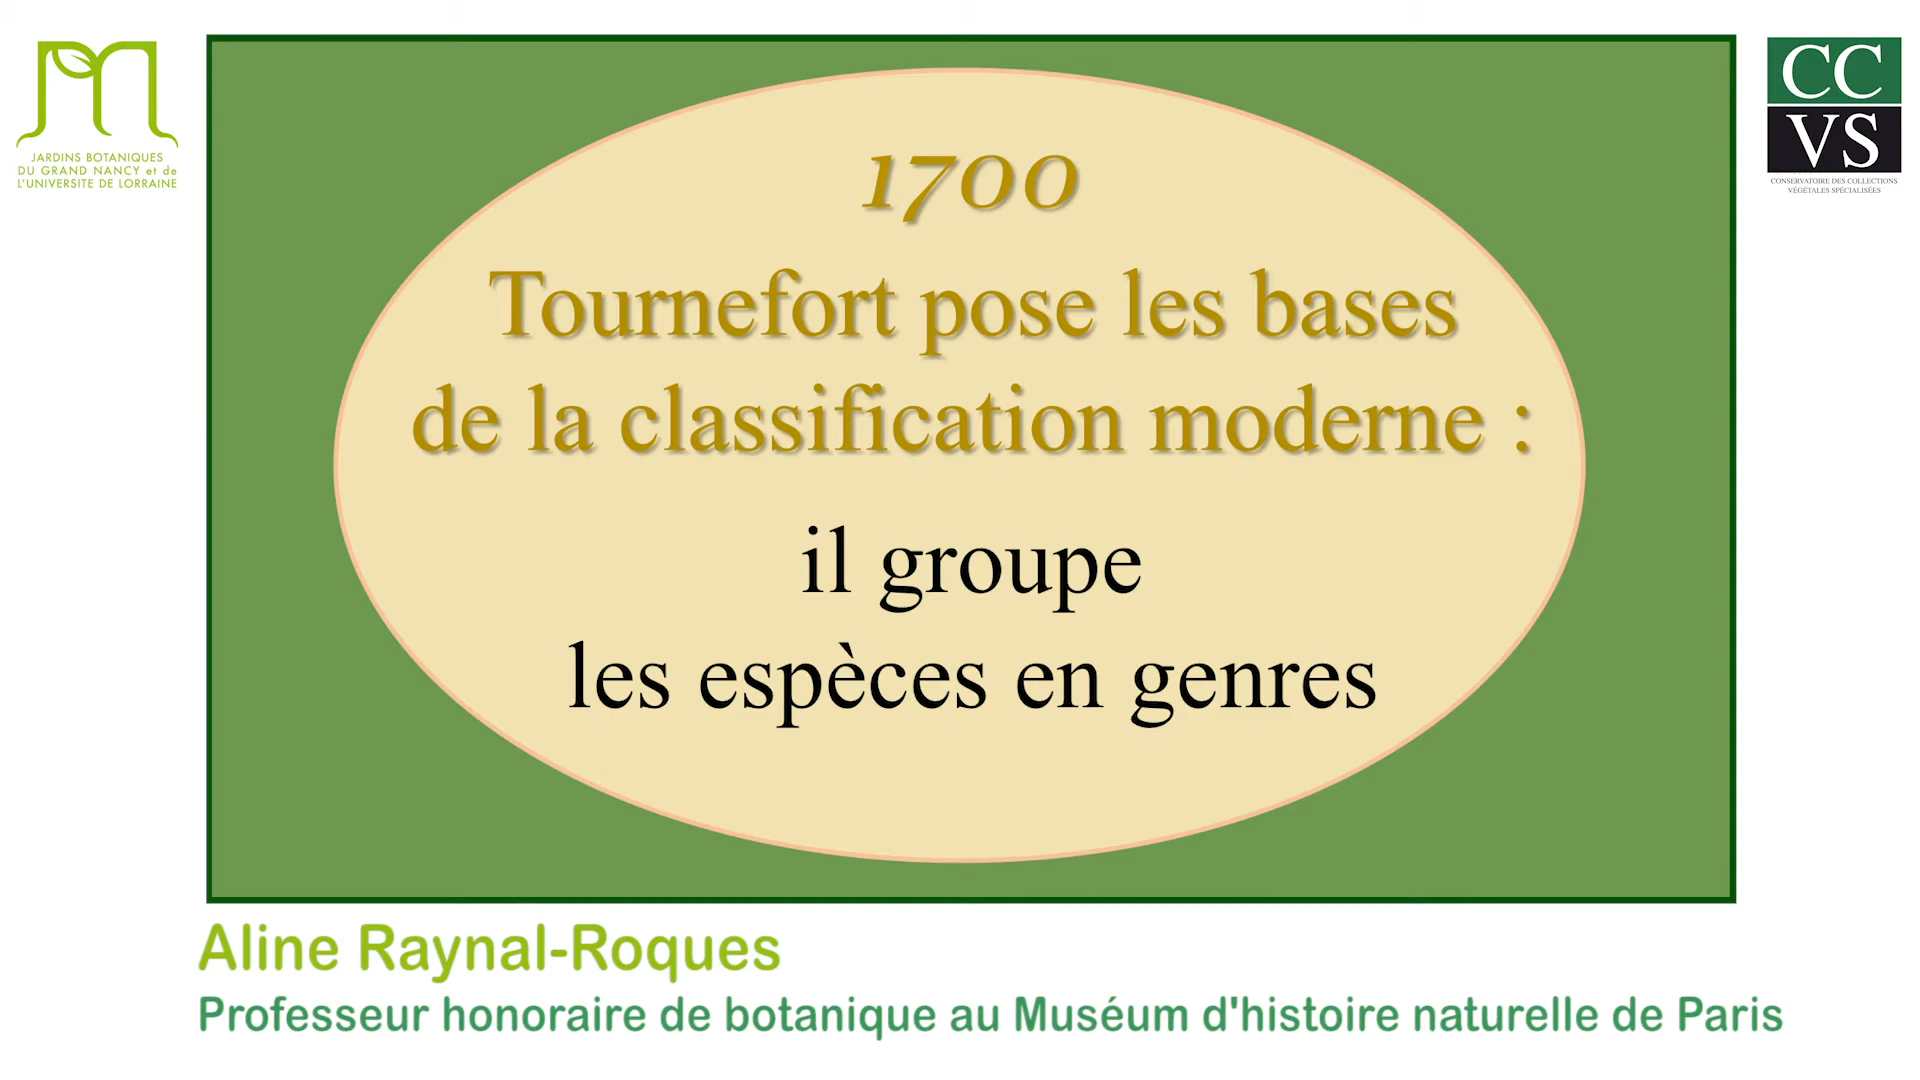 JARDINS BOTANIQUES
DU GRAND NANCY et de
L'UNIVERSITE DE LORRAINE
CC
VS
CONSERVATOIRE DES COLLECTIONS
VÉGÉTALES SPÉCIALISÉES
1700
Tournefort pose les bases
de la classification moderne :
il groupe
les espèces en genres
Aline Raynal-Roques
Professeur honoraire de botanique au Muséum d'histoire naturelle de Paris